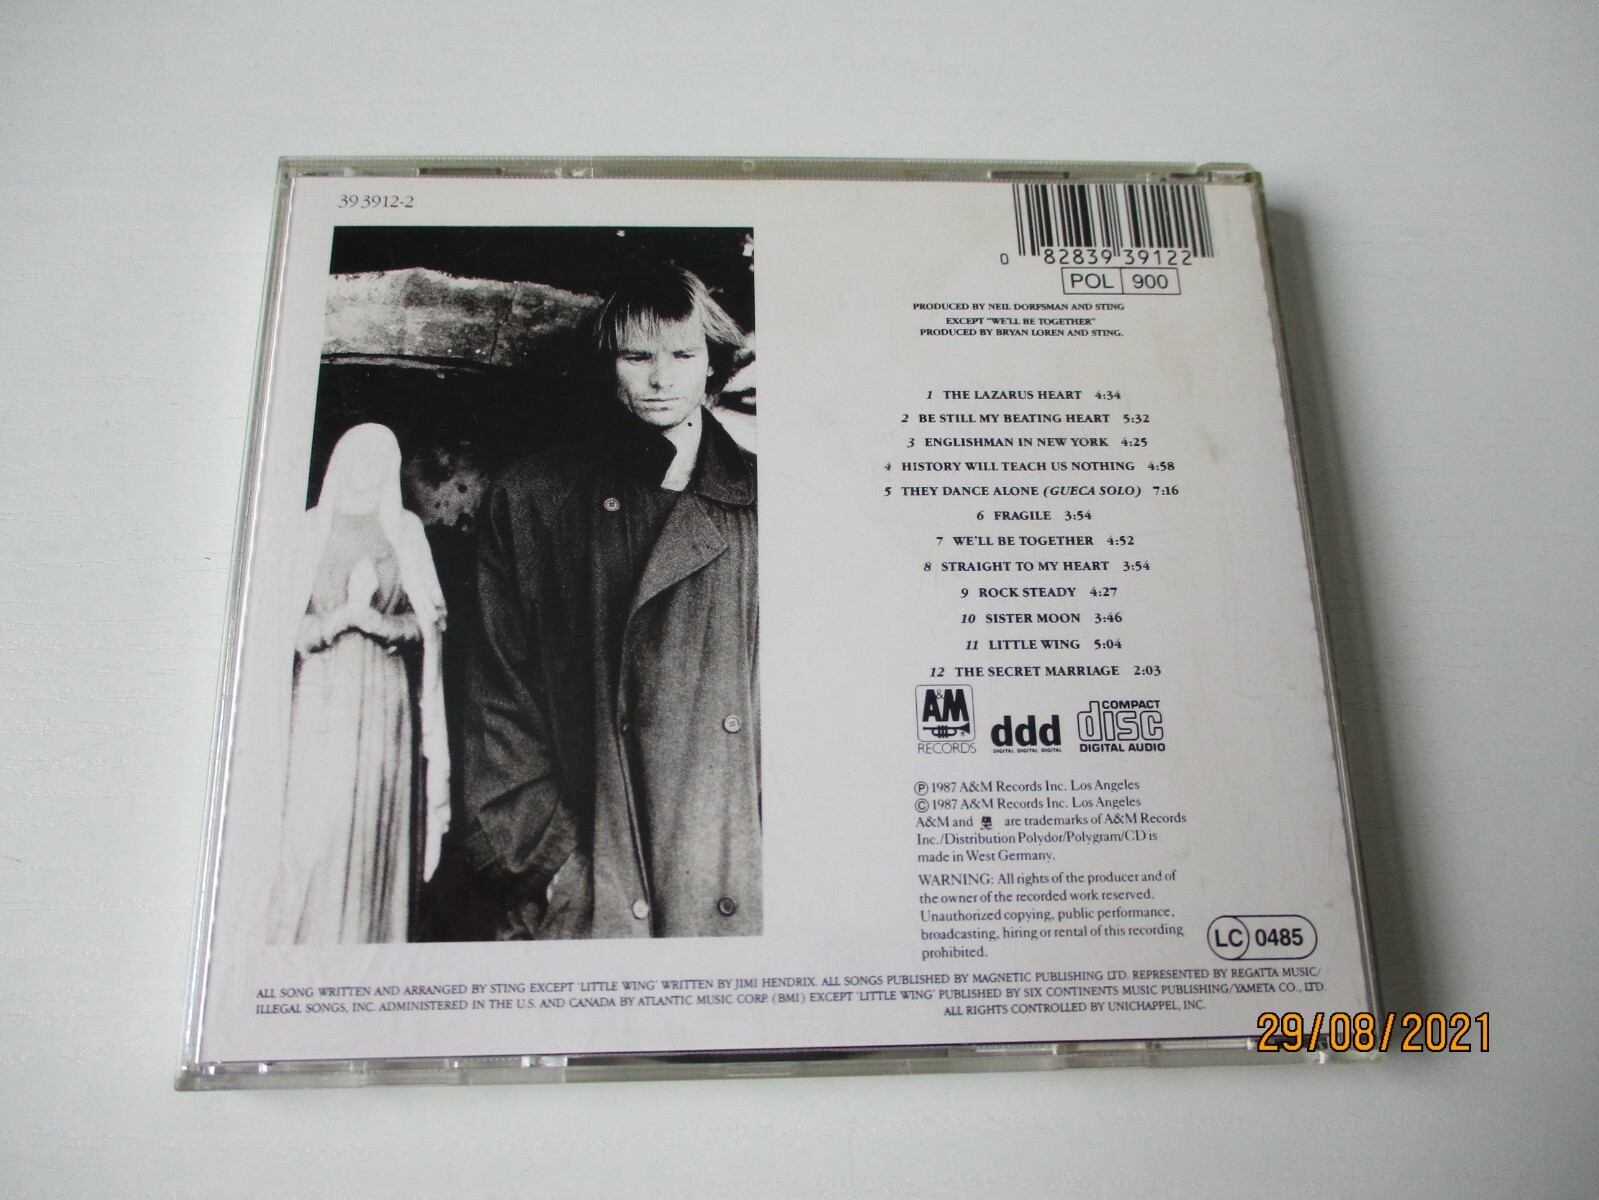 39 3912-2
0 82839 39122
POL 900
PRODUCED BY NEIL DORFSMAN AND STING
EXCEPT "WE'LL BE TOGETHER"
PRODUCED BY BRYAN LOREN AND STING.
1 THE LAZARUS HEART 4:34
2 BE STILL MY BEATING HEART 5:32
3 ENGLISHMAN IN NEW YORK 4:25
4 HISTORY WILL TEACH US NOTHING 4:58
5 THEY DANCE ALONE (GUECA SOLO) 7:16
6 FRAGILE 3:54
7 WE'LL BE TOGETHER 4:52
8 STRAIGHT TO MY HEART 3:54
9 ROCK STEADY 4:27
10 SISTER MOON 3:46
11 LITTLE WING 5:04
12 THE SECRET MARRIAGE 2:03
A&M
RECORDS
ddd
DIGITAL DIGITAL DIGITAL
COMPACT
disc
DIGITAL AUDIO
Ⓟ 1987 A&M Records Inc. Los Angeles
© 1987 A&M Records Inc. Los Angeles
A&M and are trademarks of A&M Records
Inc./Distribution Polydor/Polygram/CD is
made in West Germany.
WARNING: All rights of the producer and of
the owner of the recorded work reserved.
Unauthorized copying, public performance,
broadcasting, hiring or rental of this recording
prohibited.
LC 0485
ALL SONG WRITTEN AND ARRANGED BY STING EXCEPT 'LITTLE WING' WRITTEN BY JIMI HENDRIX. ALL SONGS PUBLISHED BY MAGNETIC PUBLISHING LTD. REPRESENTED BY REGATTA MUSIC/
ILLEGAL SONGS, INC. ADMINISTERED IN THE U.S. AND CANADA BY ATLANTIC MUSIC CORP. (BMI) EXCEPT 'LITTLE WING' PUBLISHED BY SIX CONTINENTS MUSIC PUBLISHING/YAMETA CO., LTD.
ALL RIGHTS CONTROLLED BY UNICHAPPEL, INC.
29/08/2021